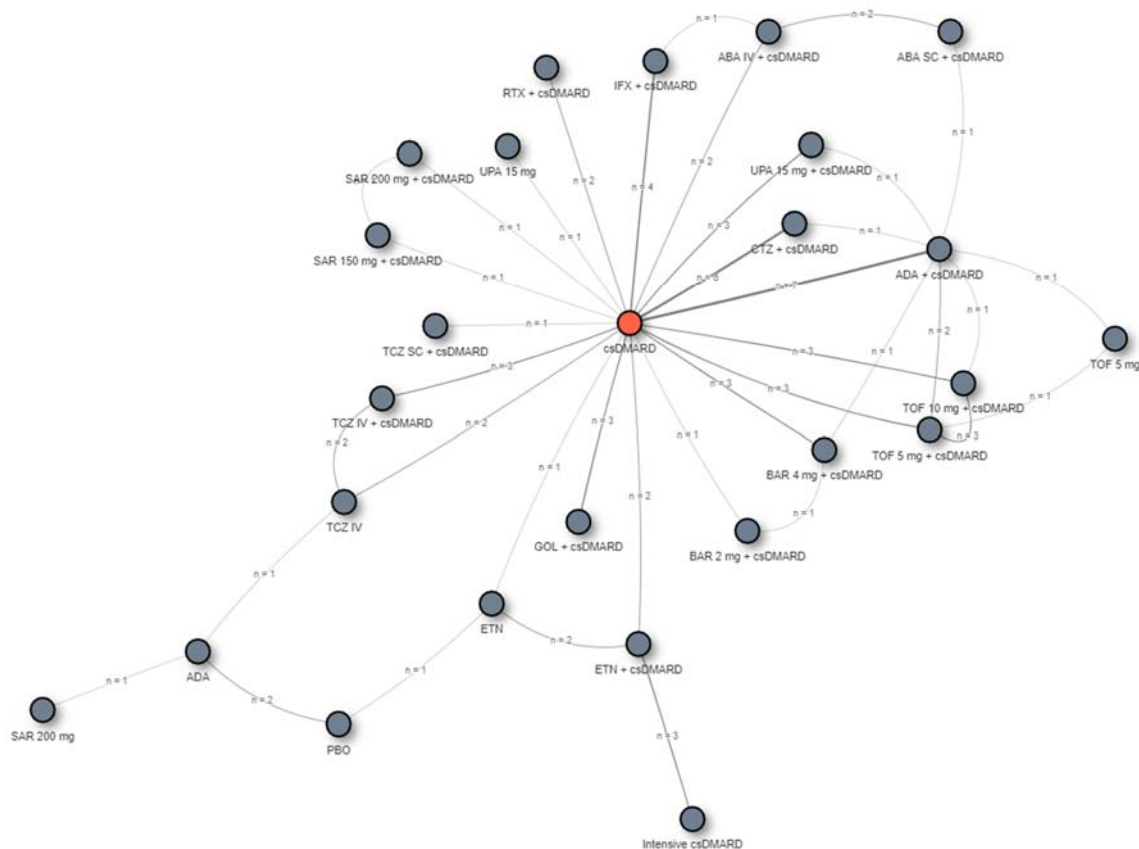 n = 1
n = 2
ABA IV + csDMARD
ABA SC + csDMARD
IFX + csDMARD
RTX + csDMARD
n = 1
UPA 15 mg
UPA 15 mg + csDMARD
n = 2
SAR 200 mg + csDMARD
n = 2
n = 4
n = 1
n = 3
n = 1
n = 1
CTZ + csDMARD
n = 1
SAR 150 mg + csDMARD
n = 1
n = 1
n = 6
n = 7
ADA + csDMARD
n = 1
TCZ SC + csDMARD
n = 1
csDMARD
n = 1
n = 2
n = 3
n = 1
TOF 5 mg
n = 3
n = 3
n = 3
n = 1
TOF 10 mg + csDMARD
TCZ IV + csDMARD
n = 2
n = 3
n = 2
n = 1
TOF 5 mg + csDMARD
n = 1
BAR 4 mg + csDMARD
n = 1
n = 2
n = 1
TCZ IV
GOL + csDMARD
BAR 2 mg + csDMARD
n = 1
ETN
n = 2
ETN + csDMARD
ADA
n = 1
n = 1
n = 2
SAR 200 mg
PBO
n = 3
Intensive csDMARD